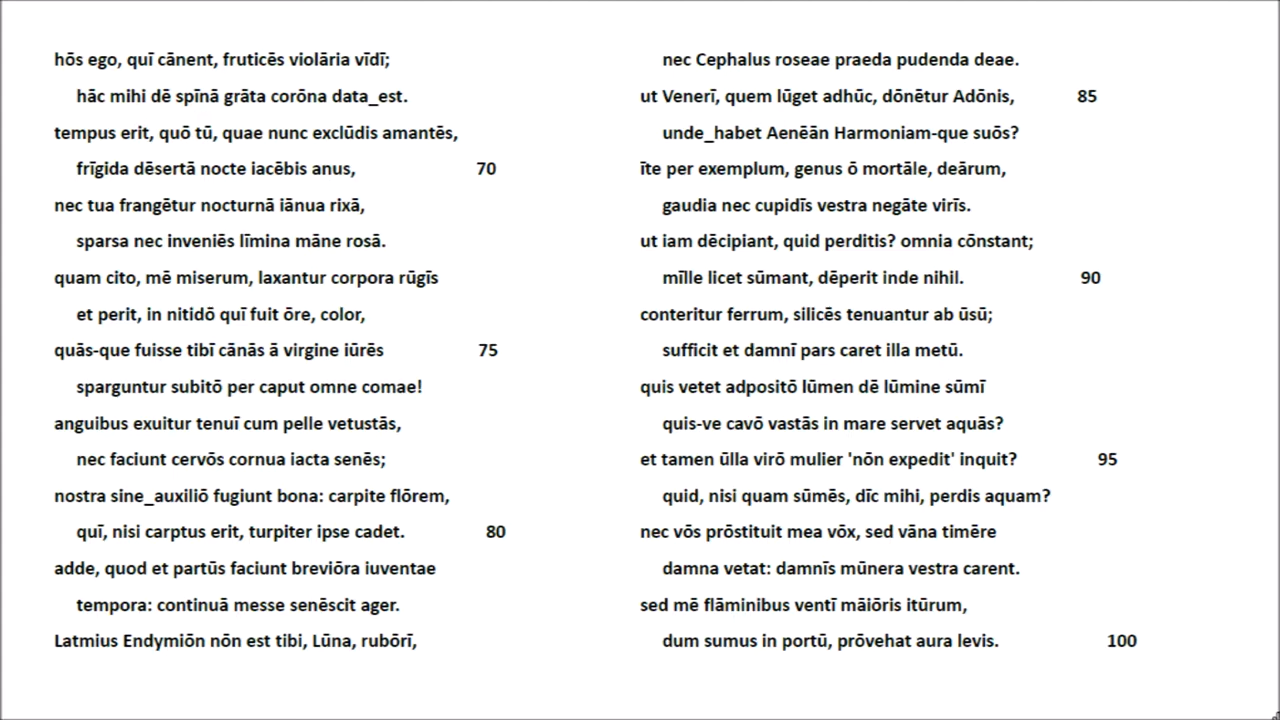 hōs ego, quī cānent, fruticēs violāria vīdī;
hāc mihi dē spīnā grāta corōna data_est.
tempus erit, quō tū, quae nunc exclūdis amantēs,
frīgida dēsertā nocte iacēbis anus, 70
nec tua frangētur nocturnā iānua rixā,
sparsa nec inveniēs līmina māne rosā.
quam cito, mē miserum, laxantur corpora rūgīs
et perit, in nitidō quī fuit ōre, color,
quās-que fuisse tibī cānās ā virgine iūrēs 75
sparguntur subitō per caput omne comae!
anguibus exuitur tenuī cum pelle vetustās,
nec faciunt cervōs cornua iacta senēs;
nostra sine_auxiliō fugiunt bona: carpite flōrem,
quī, nisi carptus erit, turpiter ipse cadet. 80
adde, quod et partūs faciunt breviōra iuventae
tempora: continuā messe senēscit ager.
Latmius Endymiōn nōn est tibi, Lūna, rubōrī,
nec Cephalus roseae praeda pudenda deae.
ut Venerī, quem lūget adhūc, dōnētur Adōnis, 85
unde_habet Aenēān Harmoniam-que suōs?
īte per exemplum, genus ō mortāle, deārum,
gaudia nec cupidīs vestra negāte virīs.
ut iam dēcipiant, quid perditis? omnia cōnstant;
mīlle licet sūmant, dēperit inde nihil. 90
conteritur ferrum, silicēs tenuantur ab ūsū;
sufficit et damnī pars caret illa metū.
quis vetet adpositō lūmen dē lūmine sūmī
quis-ve cavō vastās in mare servet aquās?
et tamen ūlla virō mulier 'nōn expedit' inquit? 95
quid, nisi quam sūmēs, dīc mihi, perdis aquam?
nec vōs prōstituit mea vōx, sed vāna timēre
damna vetat: damnīs mūnera vestra carent.
sed mē flāminibus ventī māiōris itūrum,
dum sumus in portū, prōvehat aura levis. 100